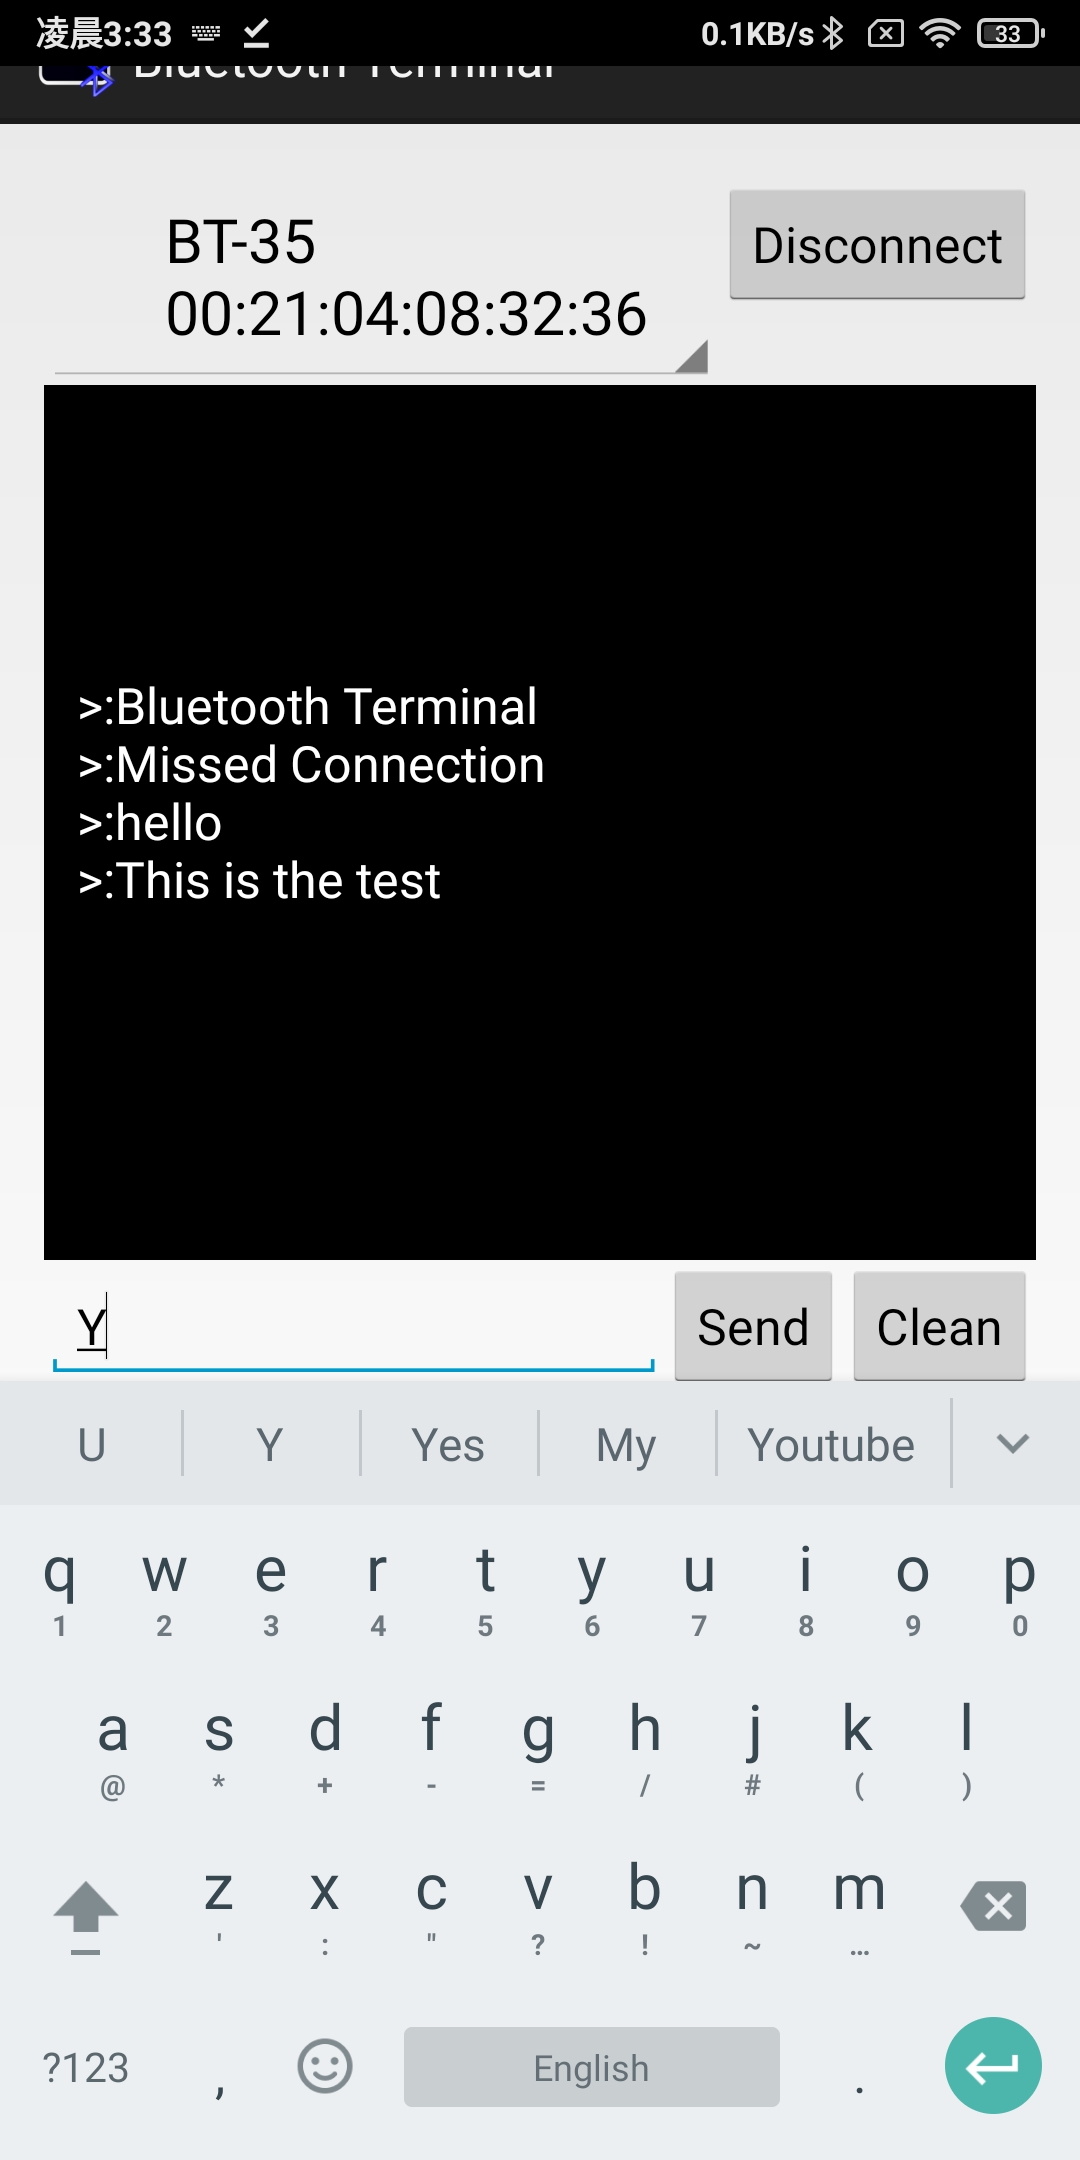 凌晨3:33 0.1KB/s 33
Bluetooth Terminal
BT-35
00:21:04:08:32:36
Disconnect
>:Bluetooth Terminal
>:Missed Connection
>:hello
>:This is the test
Y Send Clean
U Y Yes My Youtube
q w e r t y u i o p
1 2 3 4 5 6 7 8 9 0
a s d f g h j k l
@ * + - = / # ( )
z x c v b n m
' : " ? ! ~ …
?123 , English .